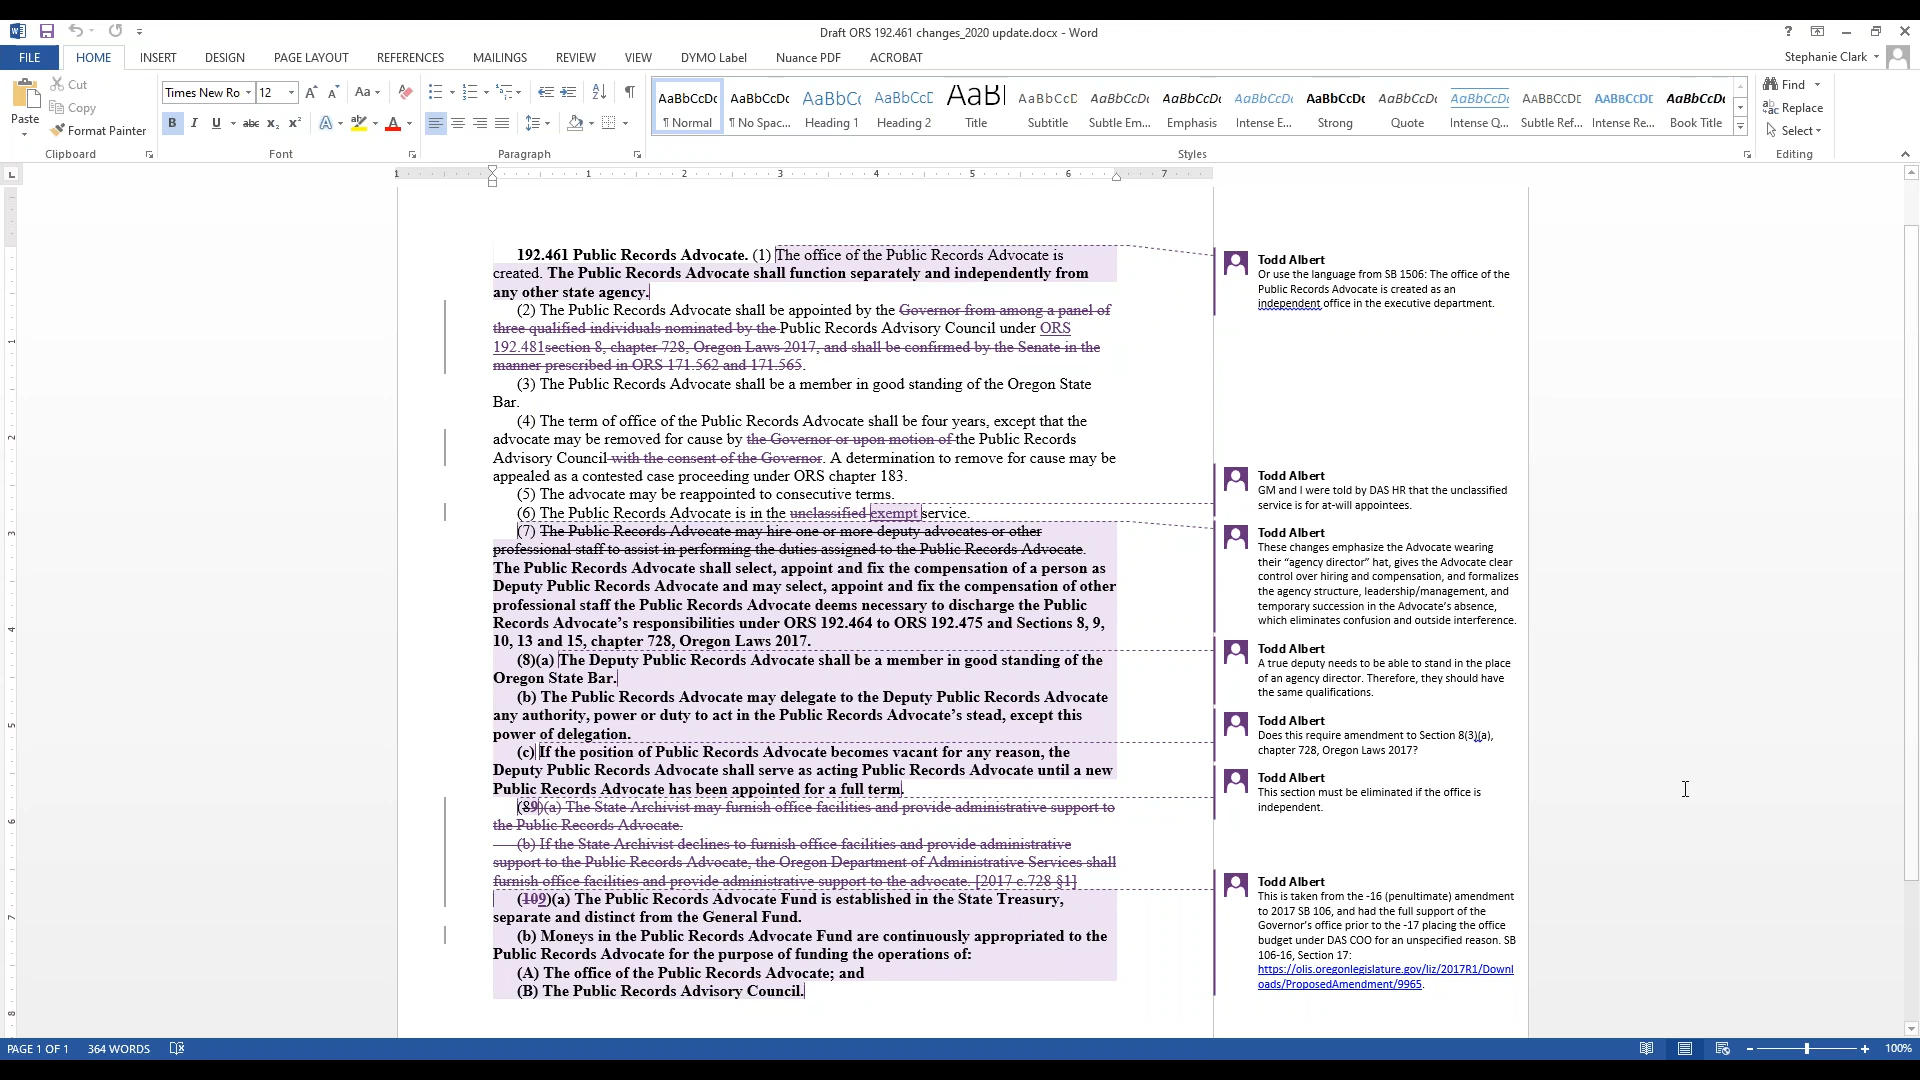 Draft ORS 192.461 changes_2020 update.docx - Word
FILE HOME INSERT DESIGN PAGE LAYOUT REFERENCES MAILINGS REVIEW VIEW DYMO Label Nuance PDF ACROBAT
Stephanie Clark
Paste
Cut
Copy
Format Painter
Clipboard
Times New Ro 12
Font
Paragraph
AaBbCcDc AaBbCcDc AaBbCc AaBbCcD AaBl AaBbCcD AaBbCcDc AaBbCcDc AaBbCcDc AaBbCcDc AaBbCcDc AaBbCcDc AaBbCcDc AaBbCcDc AaBbCcDc
¶ Normal ¶ No Spac... Heading 1 Heading 2 Title Subtitle Subtle Em... Emphasis Intense E... Strong Quote Intense Q... Subtle Ref... Intense Re... Book Title
Styles
Find
Replace
Select
Editing
192.461 Public Records Advocate. (1) The office of the Public Records Advocate is
created. The Public Records Advocate shall function separately and independently from
any other state agency.
(2) The Public Records Advocate shall be appointed by the Governor from among a panel of
three qualified individuals nominated by the Public Records Advisory Council under ORS
192.481section 8, chapter 728, Oregon Laws 2017, and shall be confirmed by the Senate in the
manner prescribed in ORS 171.562 and 171.565.
(3) The Public Records Advocate shall be a member in good standing of the Oregon State
Bar.
(4) The term of office of the Public Records Advocate shall be four years, except that the
advocate may be removed for cause by the Governor or upon motion of the Public Records
Advisory Council with the consent of the Governor. A determination to remove for cause may be
appealed as a contested case proceeding under ORS chapter 183.
(5) The advocate may be reappointed to consecutive terms.
(6) The Public Records Advocate is in the unclassified exempt service.
(7) The Public Records Advocate may hire one or more deputy advocates or other
professional staff to assist in performing the duties assigned to the Public Records Advocate.
The Public Records Advocate shall select, appoint and fix the compensation of a person as
Deputy Public Records Advocate and may select, appoint and fix the compensation of other
professional staff the Public Records Advocate deems necessary to discharge the Public
Records Advocate’s responsibilities under ORS 192.464 to ORS 192.475 and Sections 8, 9,
10, 13 and 15, chapter 728, Oregon Laws 2017.
(8)(a) The Deputy Public Records Advocate shall be a member in good standing of the
Oregon State Bar.
(b) The Public Records Advocate may delegate to the Deputy Public Records Advocate
any authority, power or duty to act in the Public Records Advocate’s stead, except this
power of delegation.
(c) If the position of Public Records Advocate becomes vacant for any reason, the
Deputy Public Records Advocate shall serve as acting Public Records Advocate until a new
Public Records Advocate has been appointed for a full term.
(89)(a) The State Archivist may furnish office facilities and provide administrative support to
the Public Records Advocate.
(b) If the State Archivist declines to furnish office facilities and provide administrative
support to the Public Records Advocate, the Oregon Department of Administrative Services shall
furnish office facilities and provide administrative support to the advocate. [2017 c.728 §1]
(109)(a) The Public Records Advocate Fund is established in the State Treasury,
separate and distinct from the General Fund.
(b) Moneys in the Public Records Advocate Fund are continuously appropriated to the
Public Records Advocate for the purpose of funding the operations of:
(A) The office of the Public Records Advocate; and
(B) The Public Records Advisory Council.
Todd Albert
Or use the language from SB 1506: The office of the
Public Records Advocate is created as an
independent office in the executive department.
Todd Albert
GM and I were told by DAS HR that the unclassified
service is for at-will appointees.
Todd Albert
These changes emphasize the Advocate wearing
their “agency director” hat, gives the Advocate clear
control over hiring and compensation, and formalizes
the agency structure, leadership/management, and
temporary succession in the Advocate’s absence,
which eliminates confusion and outside interference.
Todd Albert
A true deputy needs to be able to stand in the place
of an agency director. Therefore, they should have
the same qualifications.
Todd Albert
Does this require amendment to Section 8(3)(a),
chapter 728, Oregon Laws 2017?
Todd Albert
This section must be eliminated if the office is
independent.
Todd Albert
This is taken from the -16 (penultimate) amendment
to 2017 SB 106, and had the full support of the
Governor’s office prior to the -17 placing the office
budget under DAS COO for an unspecified reason. SB
106-16, Section 17:
https://olis.oregonlegislature.gov/liz/2017R1/Downl
oads/ProposedAmendment/9965.
PAGE 1 OF 1 364 WORDS
100%